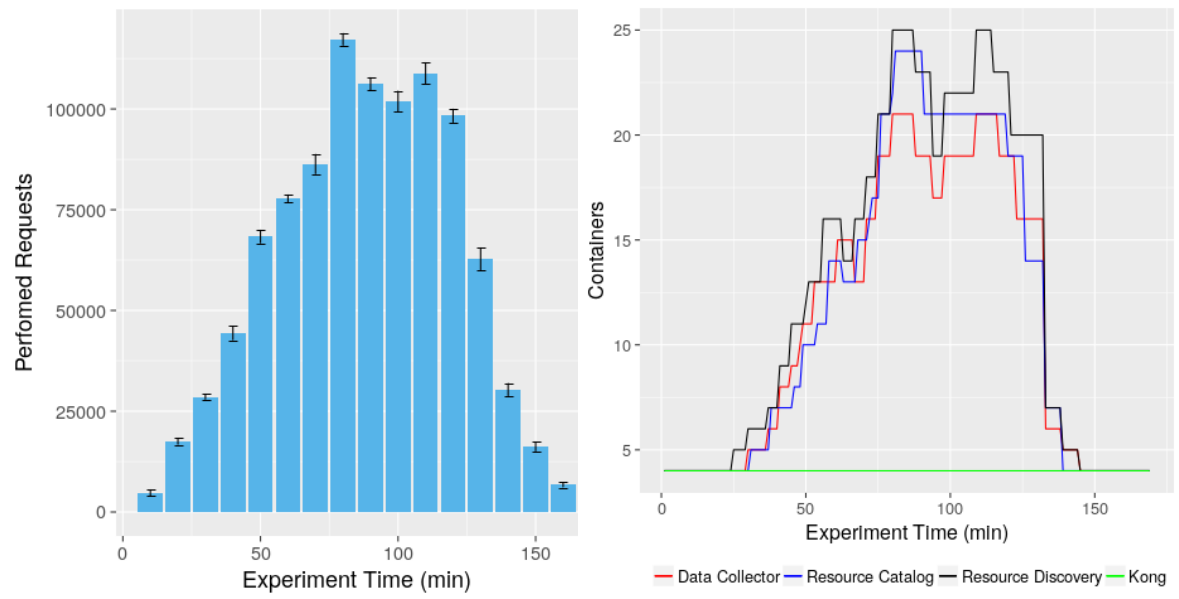 Perfomed Requests
100000
75000
50000
25000
0
0 50 100 150
Experiment Time (min)
Containers
25
20
15
10
5
0 50 100 150
Experiment Time (min)
Data Collector Resource Catalog Resource Discovery Kong